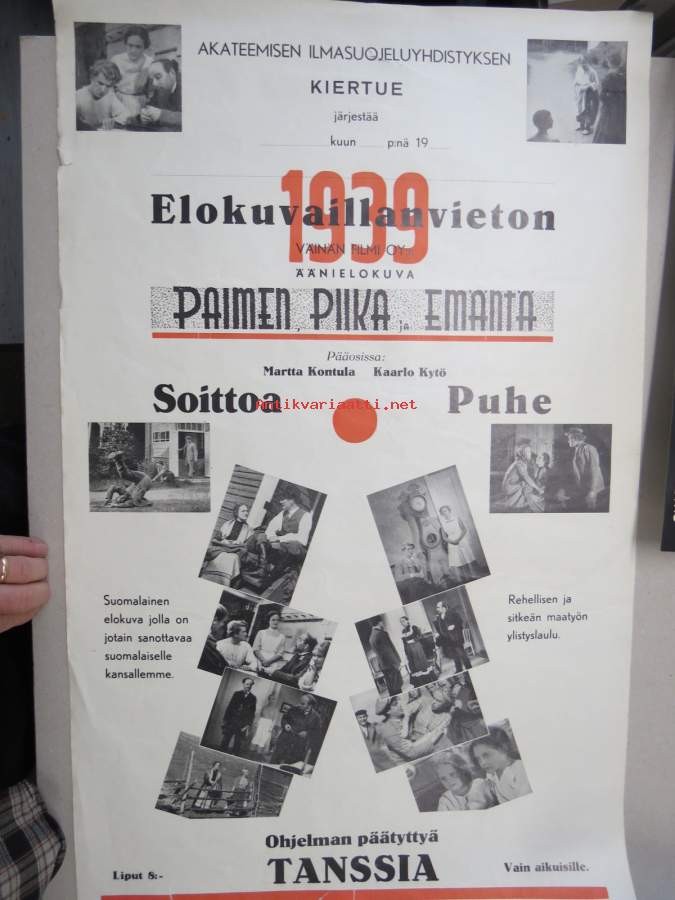 AKATEEMISEN ILMASUOJELUYHDISTYKSEN
KIERTUE
järjestää
kuun p:nä 19
1939
Elokuvaillanvieton
VÄINÄN FILMI OY:n
ÄÄNIELOKUVA
PAIMEN, PIIKA ja EMÄNTÄ
Pääosissa:
Martta Kontula Kaarlo Kytö
Soittoa Puhe
Antikvariaatti.net
Suomalainen
elokuva jolla on
jotain sanottavaa
suomalaiselle
kansallemme.
Rehellisen ja
sitkeän maatyön
ylistyslaulu.
Ohjelman päätyttyä
Liput 8:- TANSSIA Vain aikuisille.